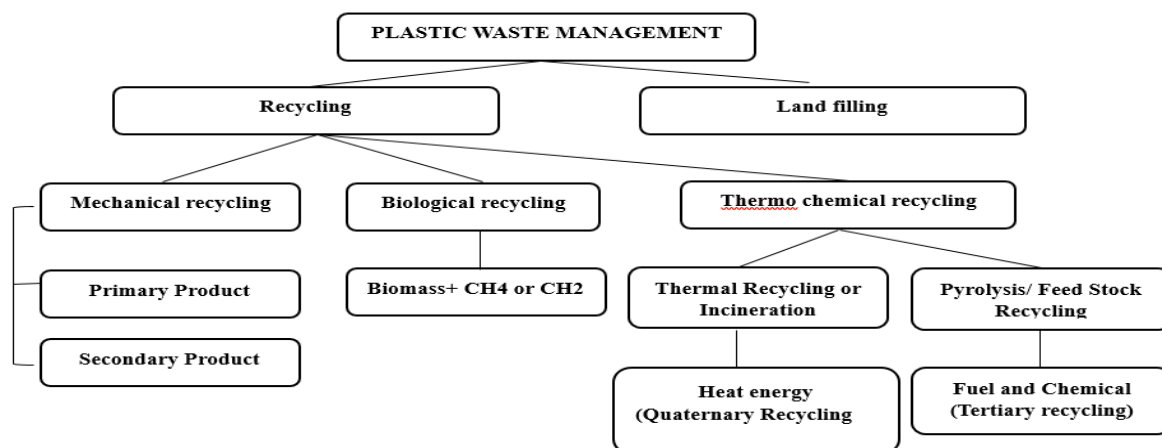 PLASTIC WASTE MANAGEMENT
Recycling
Land filling
Mechanical recycling
Biological recycling
Thermo chemical recycling
Primary Product
Biomass+ CH4 or CH2
Thermal Recycling or
Incineration
Pyrolysis/ Feed Stock
Recycling
Secondary Product
Heat energy
(Quaternary Recycling
Fuel and Chemical
(Tertiary recycling)